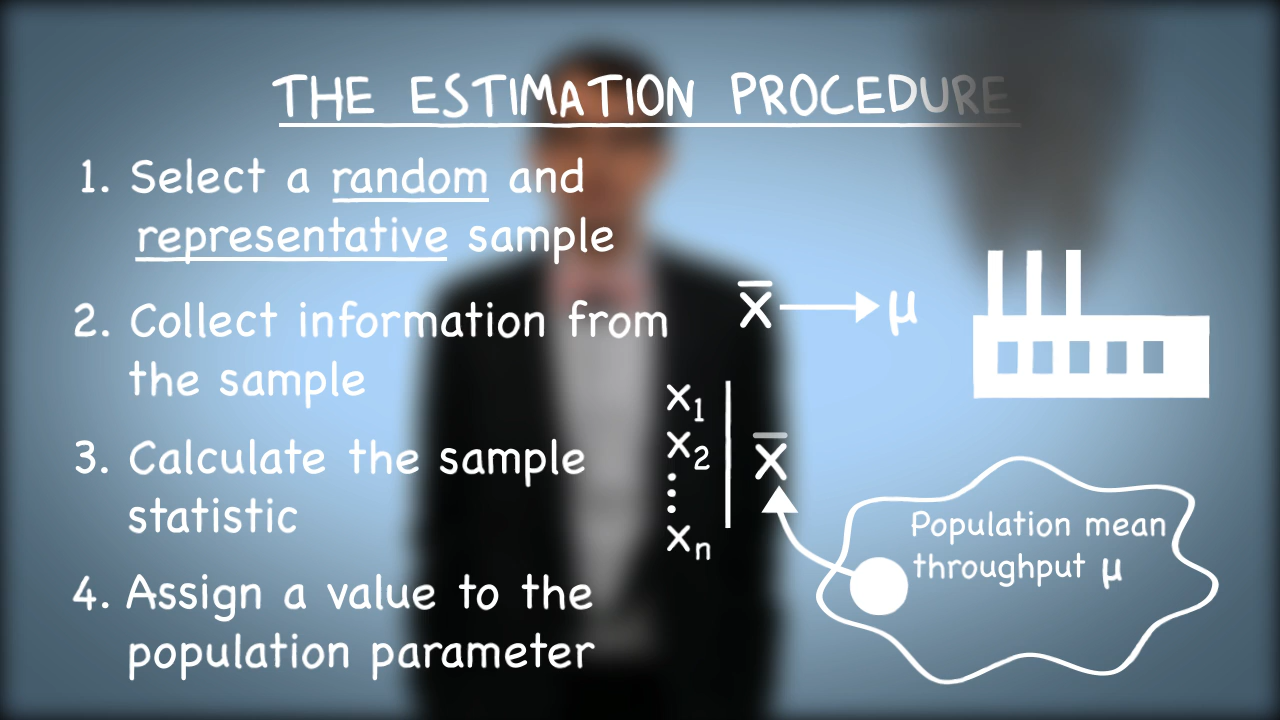 THE ESTIMATION PROCEDURE
1. Select a random and
representative sample
2. Collect information from
the sample
3. Calculate the sample
statistic
4. Assign a value to the
population parameter
x̄ → μ
x₁
x₂
⋮
xₙ
x̄
Population mean
throughput μ